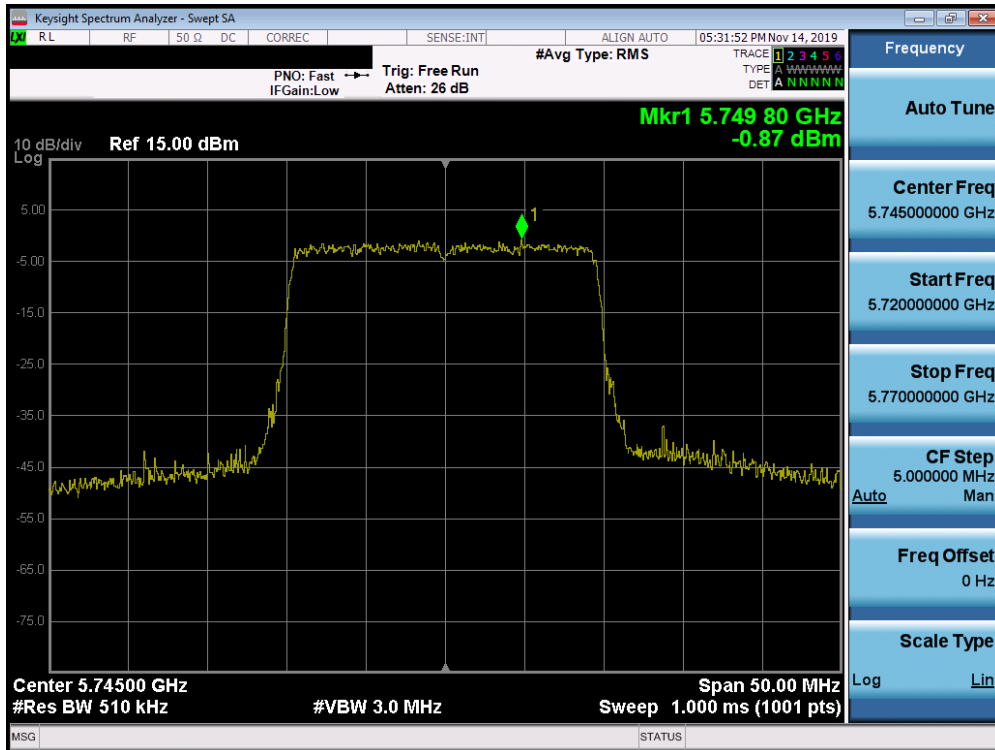 Keysight Spectrum Analyzer - Swept SA
LXI RL RF 50 Ω DC CORREC SENSE:INT ALIGN AUTO 05:31:52 PM Nov 14, 2019
Frequency
#Avg Type: RMS TRACE 1 2 3 4 5 6
PNO: Fast Trig: Free Run TYPE A WWWWW
IFGain:Low Atten: 26 dB DET A N N N N N
Auto Tune
Mkr1 5.749 80 GHz
10 dB/div Ref 15.00 dBm -0.87 dBm
Log
Center Freq
5.745000000 GHz
5.00
1
-5.00
Start Freq
5.720000000 GHz
-15.0
-25.0
Stop Freq
5.770000000 GHz
-35.0
-45.0
CF Step
5.000000 MHz
Auto Man
-55.0
Freq Offset
0 Hz
-65.0
-75.0
Scale Type
Log Lin
Center 5.74500 GHz Span 50.00 MHz
#Res BW 510 kHz #VBW 3.0 MHz Sweep 1.000 ms (1001 pts)
MSG STATUS